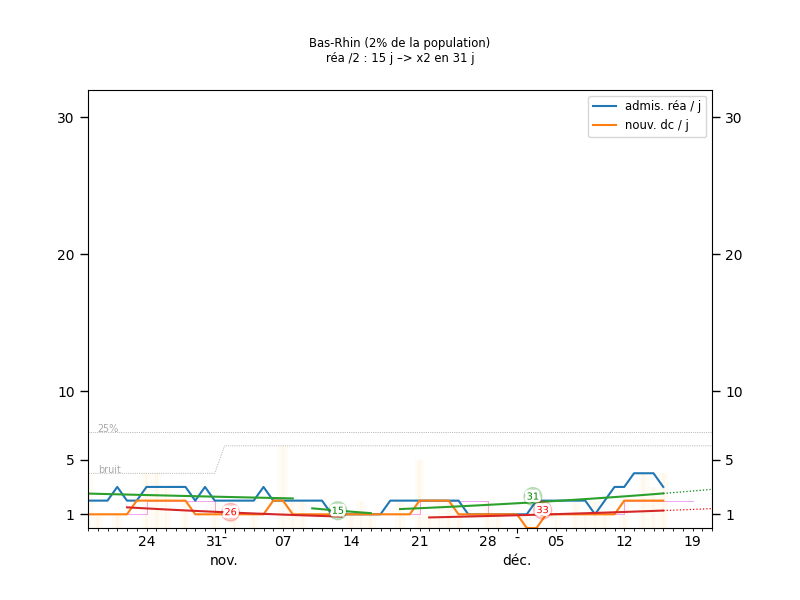 Bas-Rhin (2% de la population)
réa /2 : 15 j –> x2 en 31 j
admis. réa / j
nouv. dc / j
30 30
20 20
10 10
25%
5 5
bruit
31
26 15 33
1 1
24 31 07 14 21 28 - 05 12 19
nov. déc.